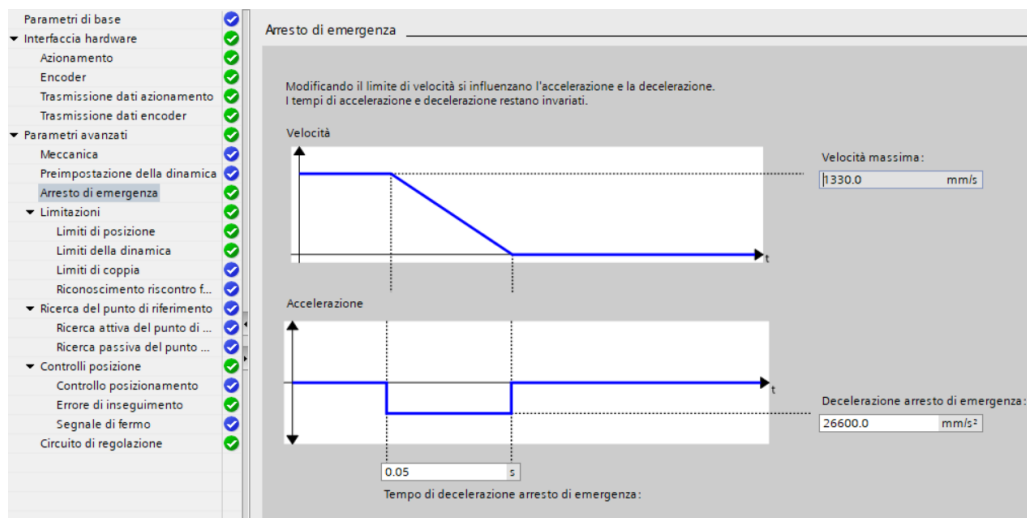 Parametri di base
Interfaccia hardware
Azionamento
Encoder
Trasmissione dati azionamento
Trasmissione dati encoder
Parametri avanzati
Meccanica
Preimpostazione della dinamica
Arresto di emergenza
Limitazioni
Limiti di posizione
Limiti della dinamica
Limiti di coppia
Riconoscimento riscontro f...
Ricerca del punto di riferimento
Ricerca attiva del punto di ...
Ricerca passiva del punto ...
Controlli posizione
Controllo posizionamento
Errore di inseguimento
Segnale di fermo
Circuito di regolazione
Arresto di emergenza
Modificando il limite di velocità si influenzano l'accelerazione e la decelerazione.
I tempi di accelerazione e decelerazione restano invariati.
Velocità
Velocità massima:
1330.0 mm/s
t
Accelerazione
t
Decelerazione arresto di emergenza:
26600.0 mm/s²
0.05 s
Tempo di decelerazione arresto di emergenza: